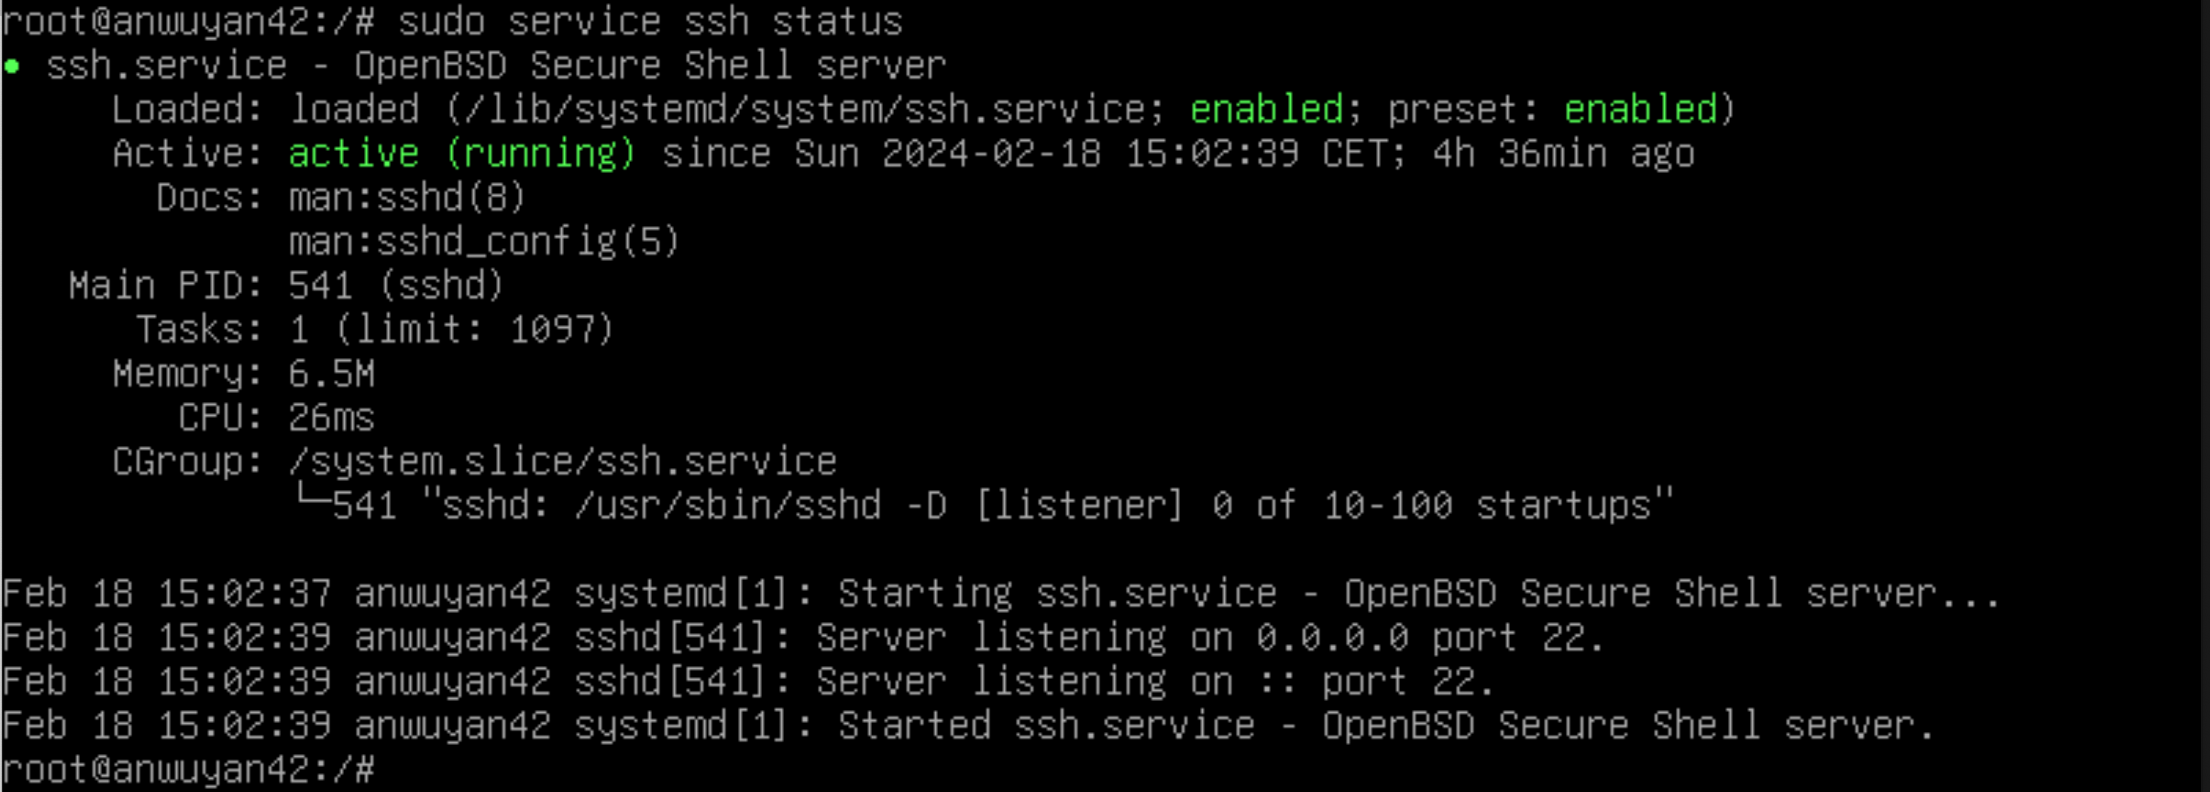 root@anwuyan42:/# sudo service ssh status
● ssh.service - OpenBSD Secure Shell server
     Loaded: loaded (/lib/systemd/system/ssh.service; enabled; preset: enabled)
     Active: active (running) since Sun 2024-02-18 15:02:39 CET; 4h 36min ago
       Docs: man:sshd(8)
             man:sshd_config(5)
   Main PID: 541 (sshd)
      Tasks: 1 (limit: 1097)
     Memory: 6.5M
        CPU: 26ms
     CGroup: /system.slice/ssh.service
             └─541 "sshd: /usr/sbin/sshd -D [listener] 0 of 10-100 startups"

Feb 18 15:02:37 anwuyan42 systemd[1]: Starting ssh.service - OpenBSD Secure Shell server...
Feb 18 15:02:39 anwuyan42 sshd[541]: Server listening on 0.0.0.0 port 22.
Feb 18 15:02:39 anwuyan42 sshd[541]: Server listening on :: port 22.
Feb 18 15:02:39 anwuyan42 systemd[1]: Started ssh.service - OpenBSD Secure Shell server.
root@anwuyan42:/#